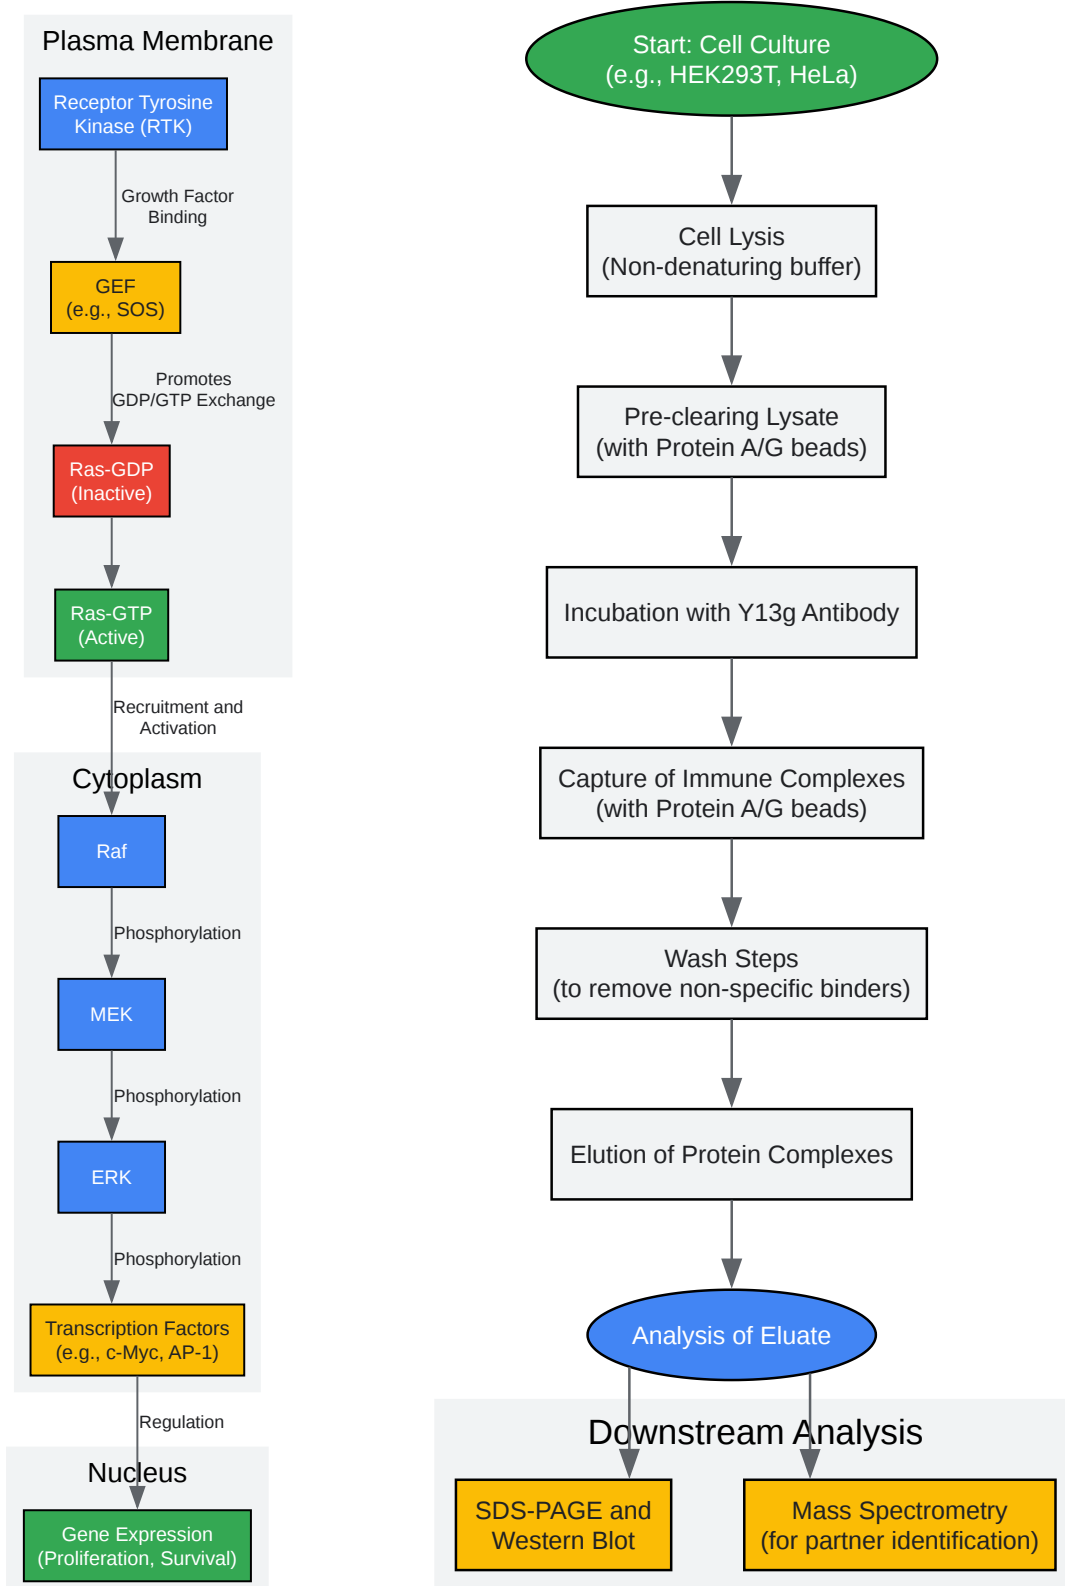 Plasma Membrane
Receptor Tyrosine
Kinase (RTK)
Growth Factor
Binding
GEF
(e.g., SOS)
Promotes
GDP/GTP Exchange
Ras-GDP
(Inactive)
Ras-GTP
(Active)
Recruitment and
Activation
Cytoplasm
Raf
Phosphorylation
MEK
Phosphorylation
ERK
Phosphorylation
Transcription Factors
(e.g., c-Myc, AP-1)
Regulation
Nucleus
Gene Expression
(Proliferation, Survival)
Start: Cell Culture
(e.g., HEK293T, HeLa)
Cell Lysis
(Non-denaturing buffer)
Pre-clearing Lysate
(with Protein A/G beads)
Incubation with Y13g Antibody
Capture of Immune Complexes
(with Protein A/G beads)
Wash Steps
(to remove non-specific binders)
Elution of Protein Complexes
Analysis of Eluate
Downstream Analysis
SDS-PAGE and
Western Blot
Mass Spectrometry
(for partner identification)